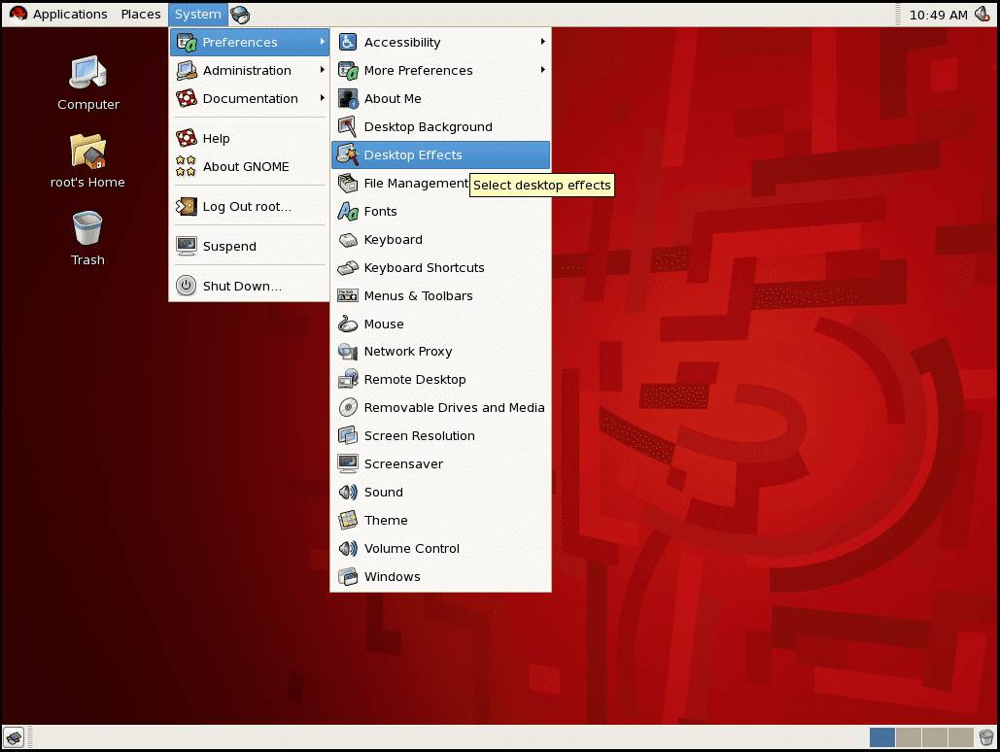 Applications Places System 10:49 AM
Computer
root's Home
Trash
Preferences
Administration
Documentation
Help
About GNOME
Log Out root...
Suspend
Shut Down...
Accessibility
More Preferences
About Me
Desktop Background
Desktop Effects
File Management
Select desktop effects
Fonts
Keyboard
Keyboard Shortcuts
Menus & Toolbars
Mouse
Network Proxy
Remote Desktop
Removable Drives and Media
Screen Resolution
Screensaver
Sound
Theme
Volume Control
Windows